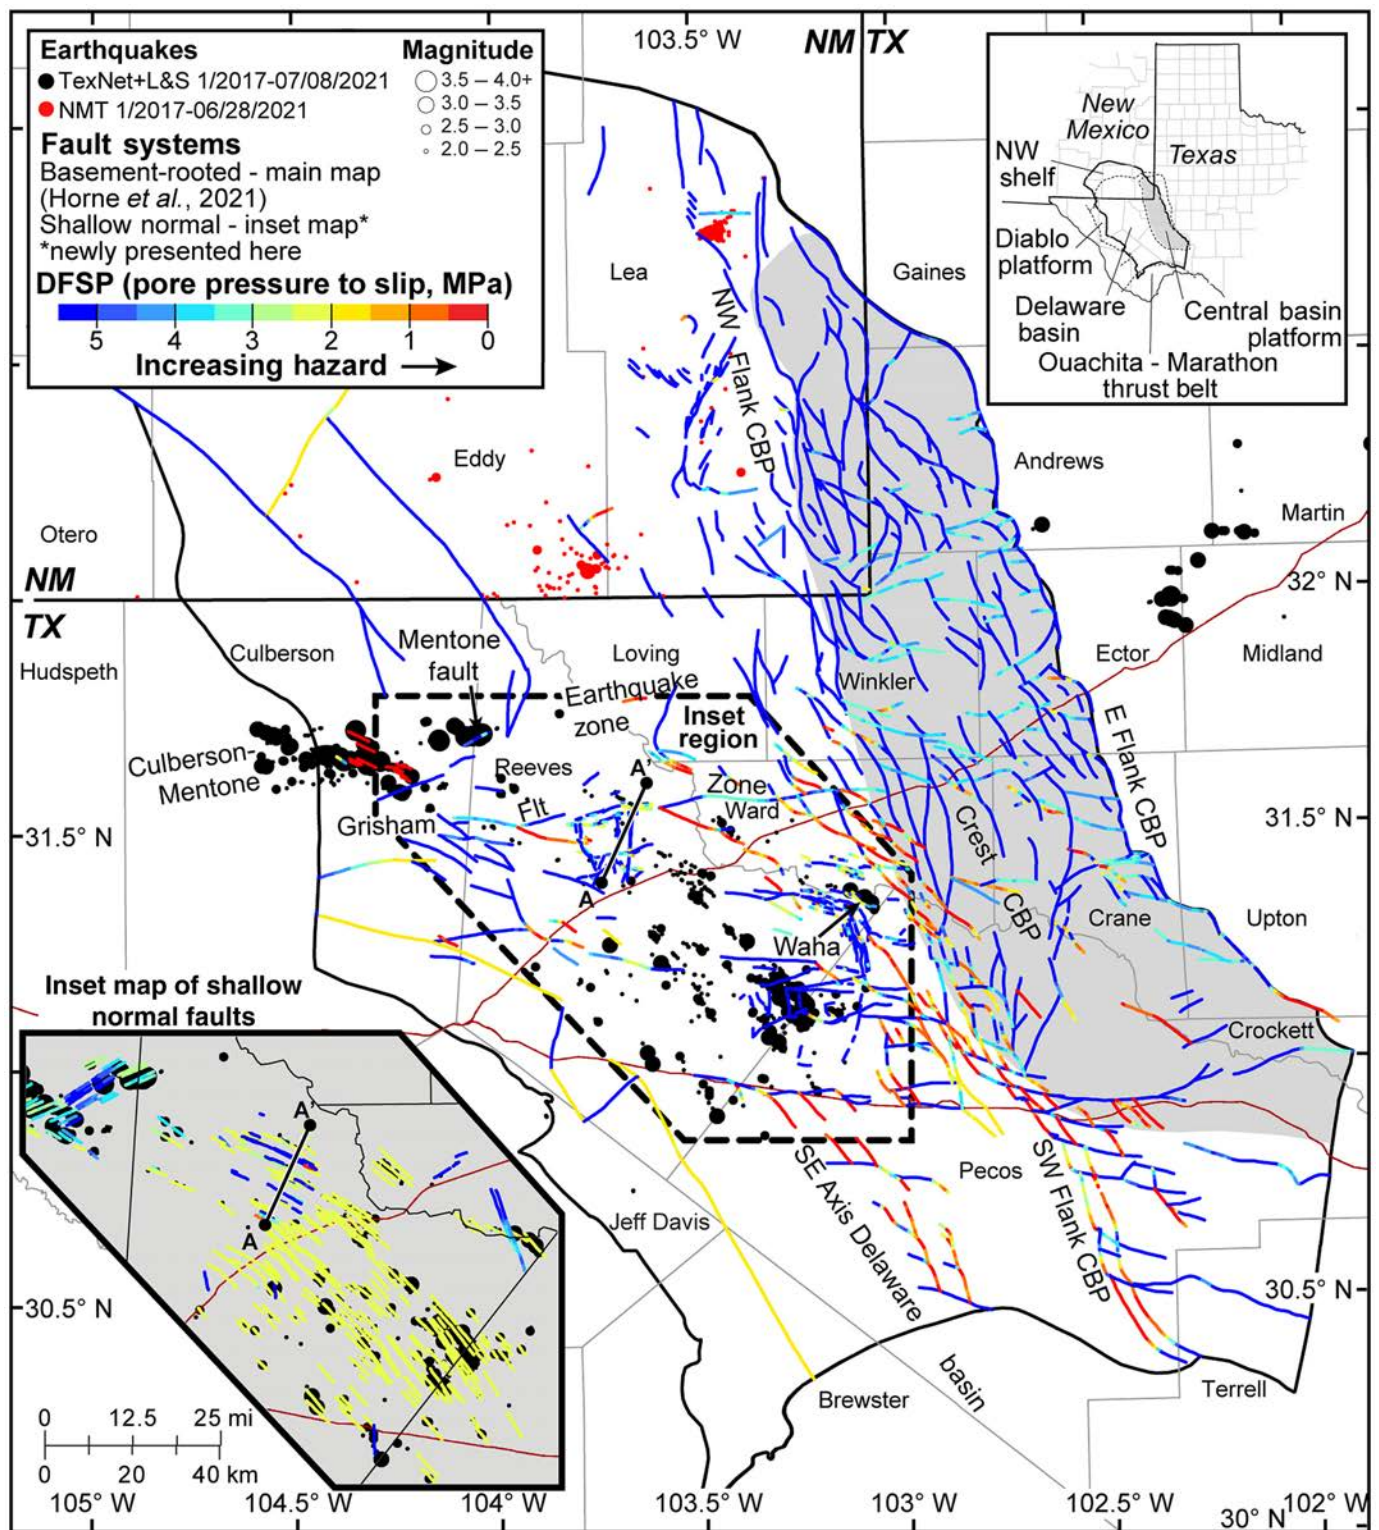 103.5° W
NM TX
Earthquakes
TexNet+L&S 1/2017-07/08/2021
NMT 1/2017-06/28/2021
Magnitude
3.5 – 4.0+
3.0 – 3.5
2.5 – 3.0
2.0 – 2.5
Fault systems
Basement-rooted - main map
(Horne et al., 2021)
Shallow normal - inset map*
*newly presented here
DFSP (pore pressure to slip, MPa)
5 4 3 2 1 0
Increasing hazard
New
Mexico
Texas
NW
shelf
Diablo
platform
Delaware
basin
Central basin
platform
Ouachita - Marathon
thrust belt
Lea
Gaines
NW Flank CBP
Eddy
Andrews
Otero
Martin
NM
TX
32° N
Hudspeth
Culberson
Mentone
fault
Loving
Winkler
Ector
Midland
Earthquake
zone
Inset
region
Culberson-
Mentone
Reeves
A'
Zone
Ward
E Flank CBP
Grisham
Flt
Crest
CBP
31.5° N
31.5° N
A
Waha
Crane
Upton
Inset map of shallow
normal faults
Crockett
A'
A
SE Axis Delaware
basin
Pecos
SW Flank CBP
Jeff Davis
30.5° N
30.5° N
Brewster
Terrell
0 12.5 25 mi
0 20 40 km
105° W
104.5° W
104° W
103.5° W
103° W
102.5° W
102° W
30° N